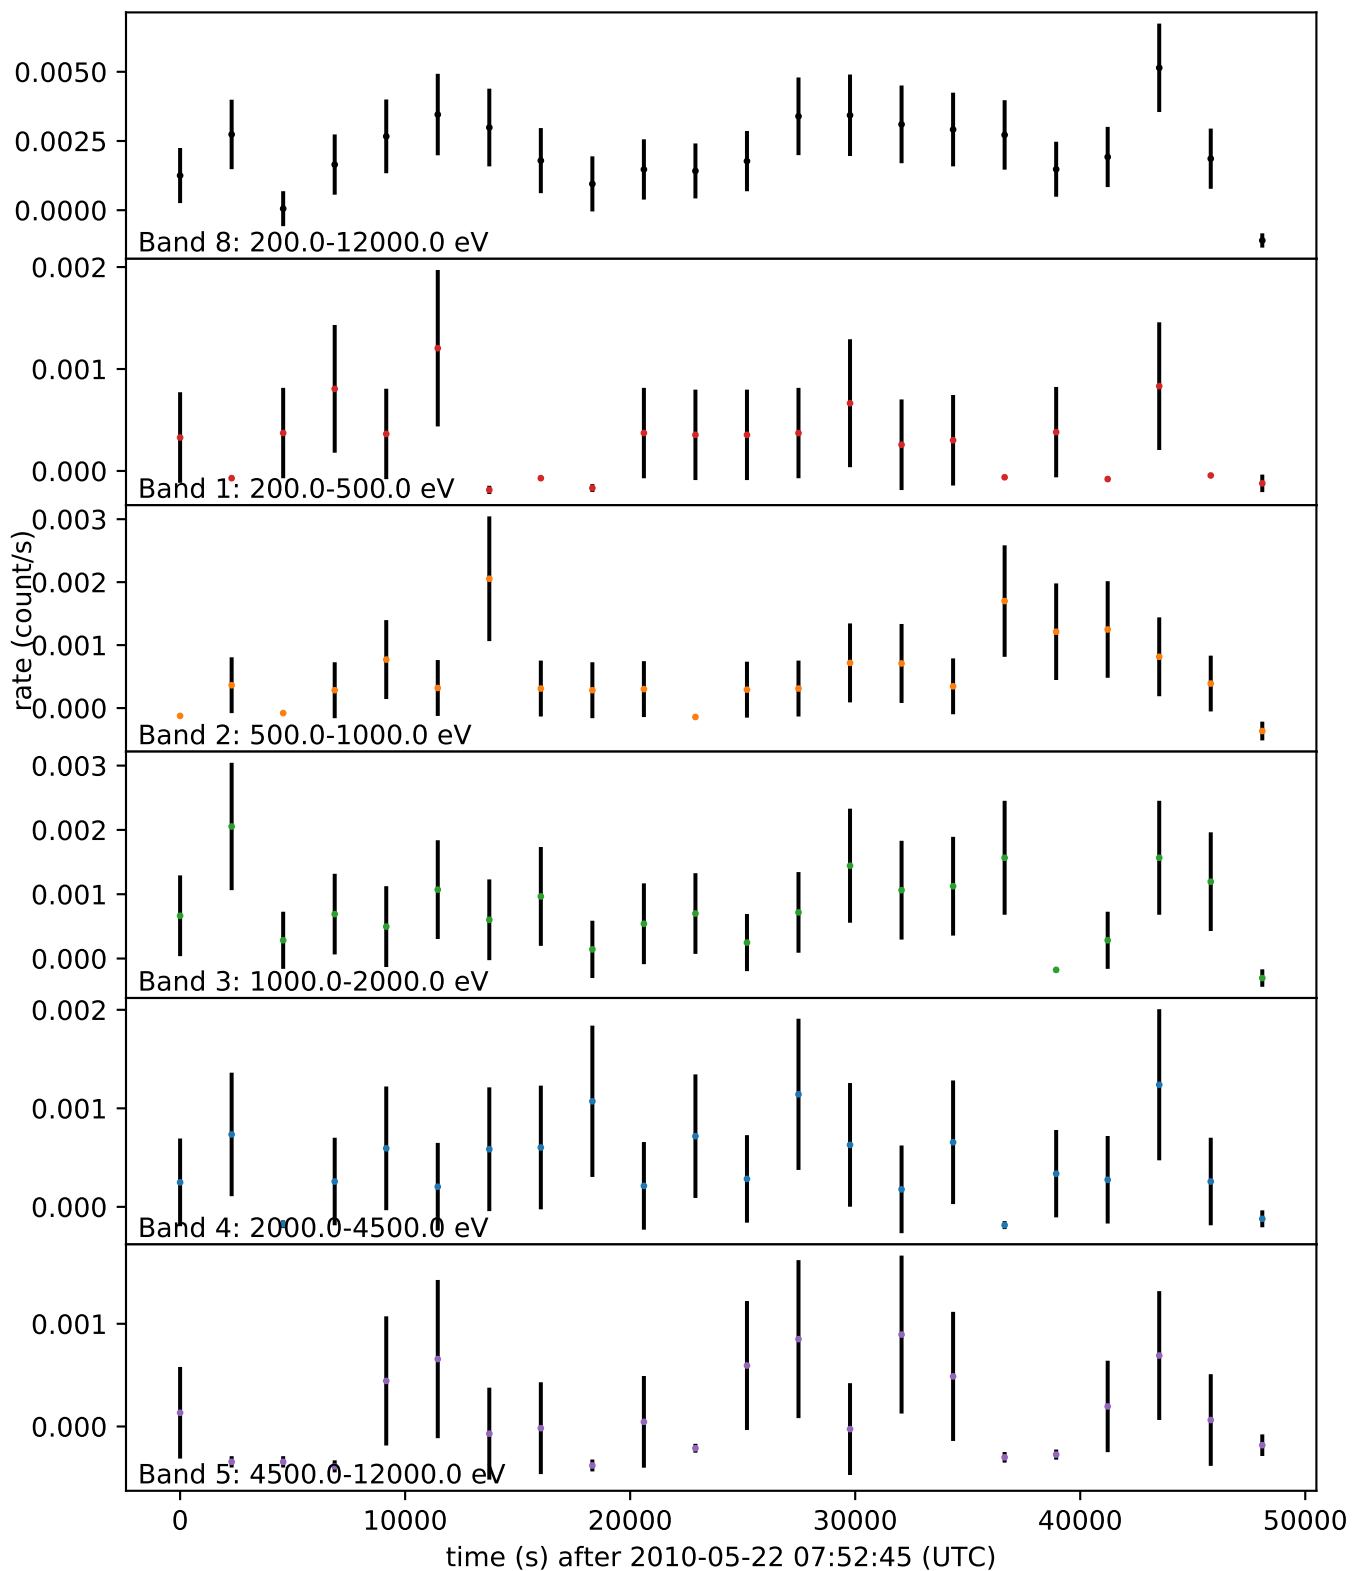 0.0050
0.0025
0.0000
Band 8: 200.0-12000.0 eV
0.002
0.001
0.000
Band 1: 200.0-500.0 eV
rate (count/s)
0.003
0.002
0.001
0.000
Band 2: 500.0-1000.0 eV
0.003
0.002
0.001
0.000
Band 3: 1000.0-2000.0 eV
0.002
0.001
0.000
Band 4: 2000.0-4500.0 eV
0.001
0.000
Band 5: 4500.0-12000.0 eV
0 10000 20000 30000 40000 50000
time (s) after 2010-05-22 07:52:45 (UTC)